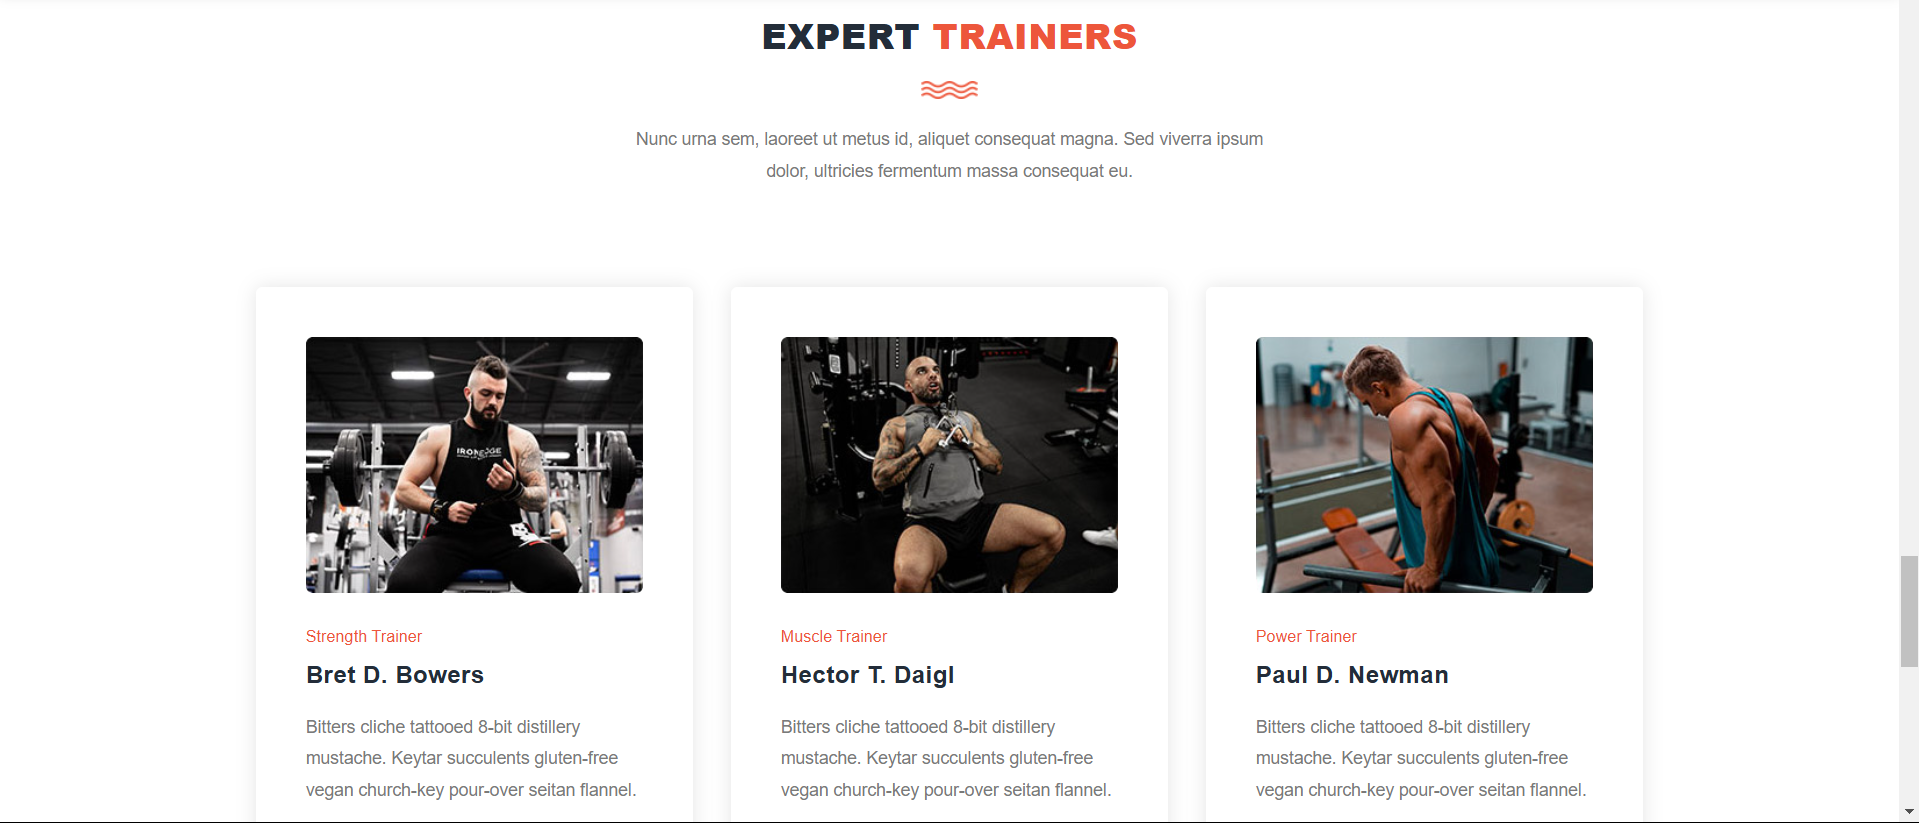 EXPERT TRAINERS
Nunc urna sem, laoreet ut metus id, aliquet consequat magna. Sed viverra ipsum
dolor, ultricies fermentum massa consequat eu.
IRON EDGE
Strength Trainer
Bret D. Bowers
Bitters cliche tattooed 8-bit distillery
mustache. Keytar succulents gluten-free
vegan church-key pour-over seitan flannel.
Muscle Trainer
Hector T. Daigl
Bitters cliche tattooed 8-bit distillery
mustache. Keytar succulents gluten-free
vegan church-key pour-over seitan flannel.
Power Trainer
Paul D. Newman
Bitters cliche tattooed 8-bit distillery
mustache. Keytar succulents gluten-free
vegan church-key pour-over seitan flannel.